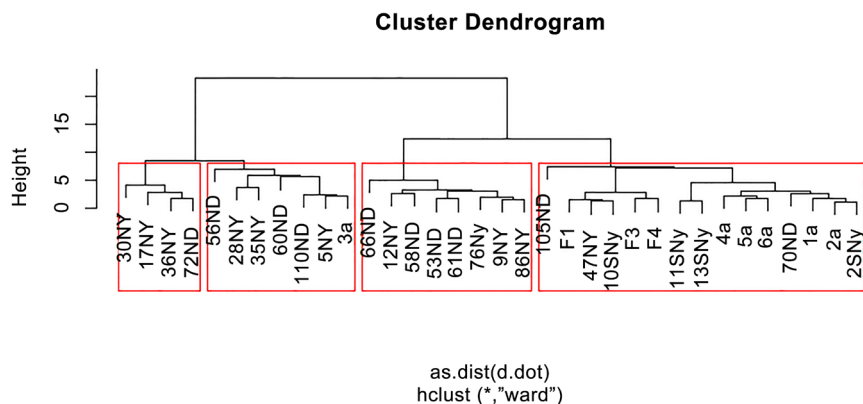 Cluster Dendrogram
Height
15
5
0
30NY
17NY
36NY
72ND
56ND
28NY
35NY
60ND
110ND
5NY
3a
66ND
12NY
58ND
53ND
61ND
76Ny
9NY
86NY
105ND
F1
47NY
10SNy
F3
F4
11SNy
13SNy
4a
5a
6a
70ND
1a
2a
2SNy
as.dist(d.dot)
hclust (*,”ward”)